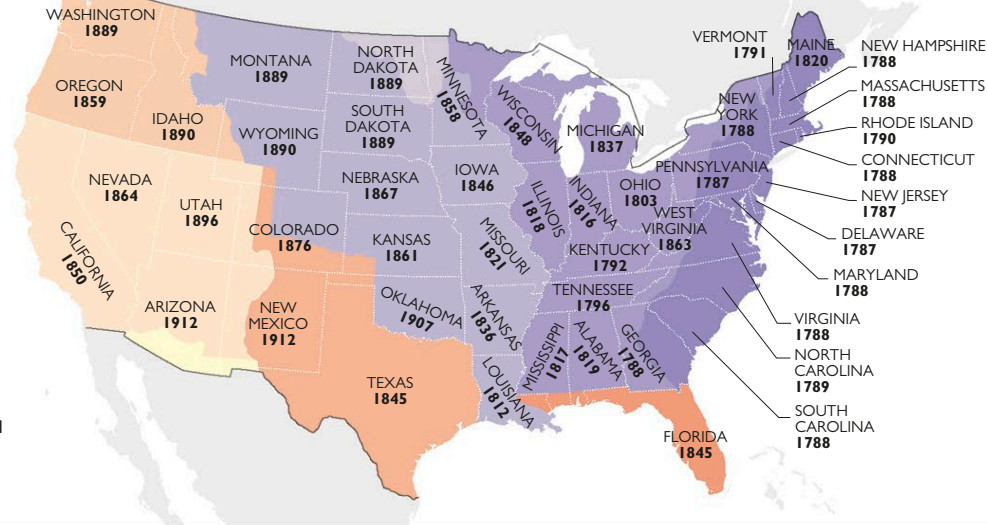 WASHINGTON
1889
OREGON
1859
IDAHO
1890
MONTANA
1889
WYOMING
1890
NORTH
DAKOTA
1889
SOUTH
DAKOTA
1889
NEBRASKA
1867
KANSAS
1861
NEVADA
1864
UTAH
1896
COLORADO
1876
CALIFORNIA
1850
ARIZONA
1912
NEW
MEXICO
1912
OKLAHOMA
1907
TEXAS
1845
MINNESOTA
1858
IOWA
1846
MISSOURI
1821
ARKANSAS
1836
LOUISIANA
1812
WISCONSIN
1848
ILLINOIS
1818
MICHIGAN
1837
INDIANA
1816
OHIO
1803
KENTUCKY
1792
TENNESSEE
1796
MISSISSIPPI
1817
ALABAMA
1819
GEORGIA
1788
FLORIDA
1845
WEST
VIRGINIA
1863
PENNSYLVANIA
1787
NEW
YORK
1788
VERMONT
1791
MAINE
1820
NEW HAMPSHIRE
1788
MASSACHUSETTS
1788
RHODE ISLAND
1790
CONNECTICUT
1788
NEW JERSEY
1787
DELAWARE
1787
MARYLAND
1788
VIRGINIA
1788
NORTH
CAROLINA
1789
SOUTH
CAROLINA
1788